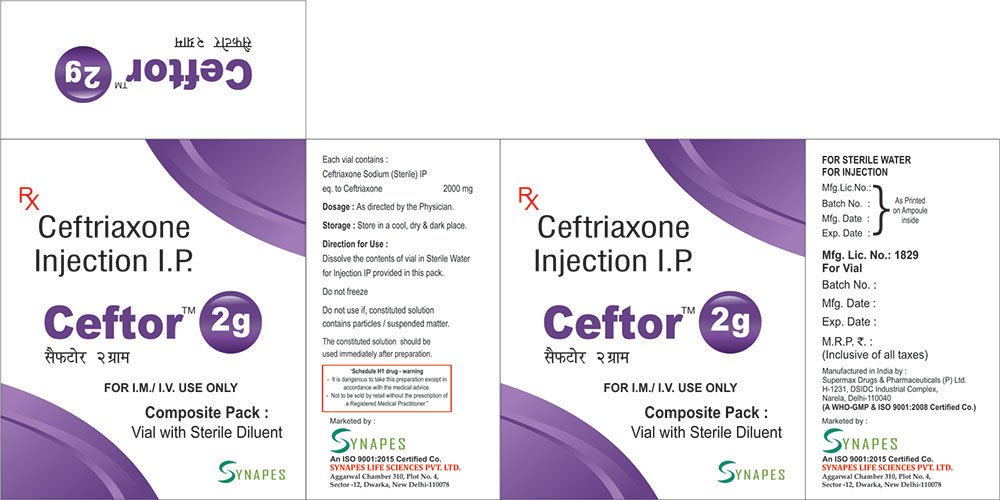 Ceftor™ 2g
सैफटोर २ ग्राम
Rx
Ceftriaxone
Injection I.P.
Ceftor™ 2g
सैफटोर २ ग्राम
FOR I.M./ I.V. USE ONLY
Composite Pack :
Vial with Sterile Diluent
SYNAPES
Each vial contains :
Ceftriaxone Sodium (Sterile) IP
eq. to Ceftriaxone 2000 mg
Dosage : As directed by the Physician.
Storage : Store in a cool, dry & dark place.
Direction for Use :
Dissolve the contents of vial in Sterile Water
for Injection IP provided in this pack.
Do not freeze
Do not use if, constituted solution
contains particles / suspended matter.
The constituted solution should be
used immediately after preparation.
"Schedule H1 drug - warning
- It is dangerous to take this preparation except in
accordance with the medical advice.
- Not to be sold by retail without the prescription of
a Registered Medical Practitioner."
Marketed by :
SYNAPES
An ISO 9001:2015 Certified Co.
SYNAPES LIFE SCIENCES PVT. LTD.
Aggarwal Chamber 310, Plot No. 4,
Sector -12, Dwarka, New Delhi-110078
Rx
Ceftriaxone
Injection I.P.
Ceftor™ 2g
सैफटोर २ ग्राम
FOR I.M./ I.V. USE ONLY
Composite Pack :
Vial with Sterile Diluent
SYNAPES
FOR STERILE WATER
FOR INJECTION
Mfg.Lic.No.:
Batch No. :
Mfg. Date :
Exp. Date :
As Printed
on Ampoule
inside
Mfg. Lic. No.: 1829
For Vial
Batch No. :
Mfg. Date :
Exp. Date :
M.R.P. ₹. :
(Inclusive of all taxes)
Manufactured in India by :
Supermax Drugs & Pharmaceuticals (P) Ltd.
H-1231, DSIDC Industrial Complex,
Narela, Delhi-110040
(A WHO-GMP & ISO 9001:2008 Certified Co.)
Marketed by :
SYNAPES
An ISO 9001:2015 Certified Co.
SYNAPES LIFE SCIENCES PVT. LTD.
Aggarwal Chamber 310, Plot No. 4,
Sector -12, Dwarka, New Delhi-110078